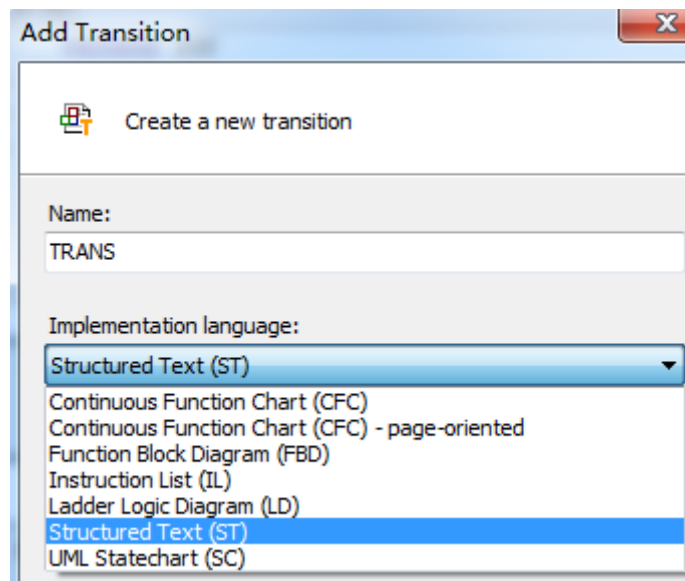 Add Transition
Create a new transition
Name:
TRANS
Implementation language:
Structured Text (ST)
Continuous Function Chart (CFC)
Continuous Function Chart (CFC) - page-oriented
Function Block Diagram (FBD)
Instruction List (IL)
Ladder Logic Diagram (LD)
Structured Text (ST)
UML Statechart (SC)